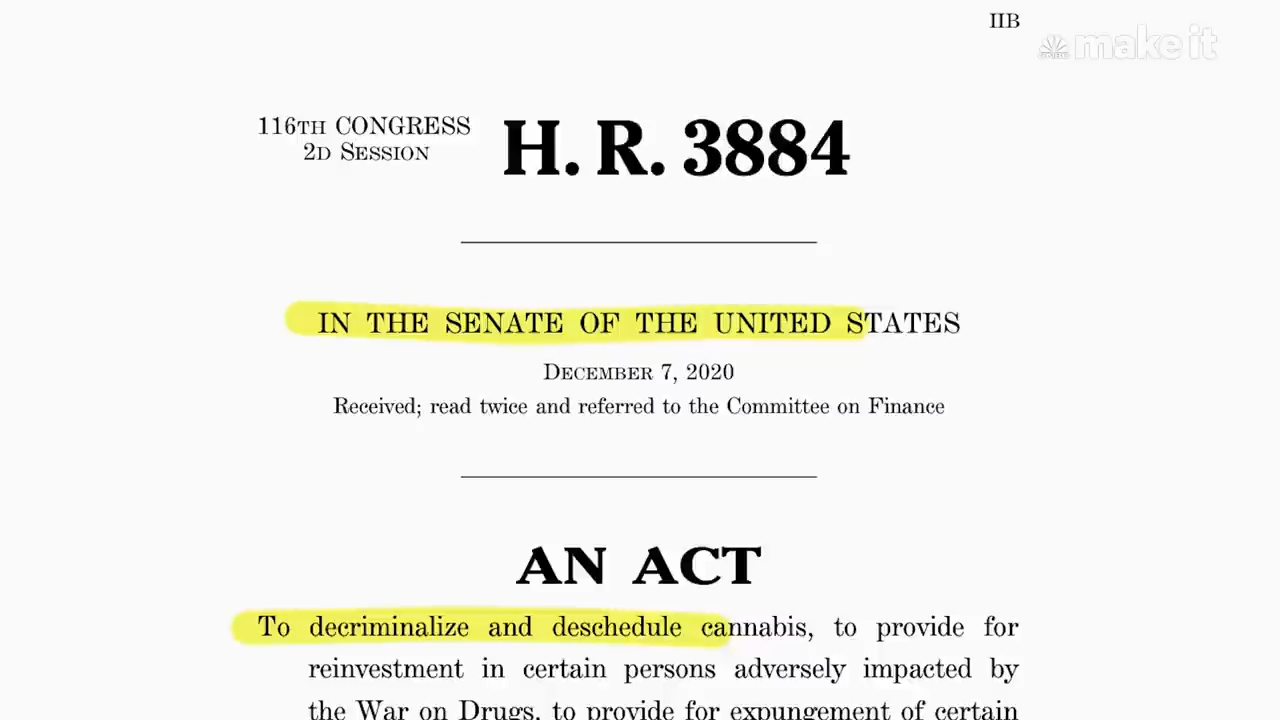 IIB
make it
116TH CONGRESS
2D SESSION
H. R. 3884
IN THE SENATE OF THE UNITED STATES
DECEMBER 7, 2020
Received; read twice and referred to the Committee on Finance
AN ACT
To decriminalize and deschedule cannabis, to provide for
reinvestment in certain persons adversely impacted by
the War on Drugs, to provide for expungement of certain